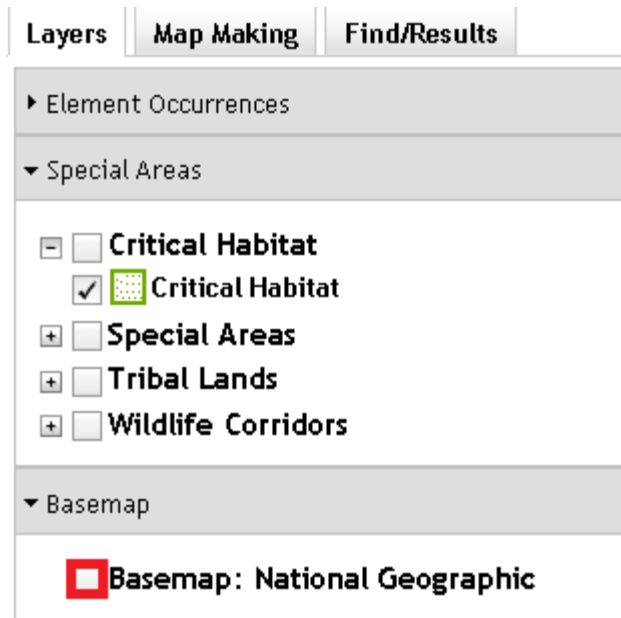 Layers Map Making Find/Results
Element Occurrences
Special Areas
Critical Habitat
Critical Habitat
Special Areas
Tribal Lands
Wildlife Corridors
Basemap
Basemap: National Geographic